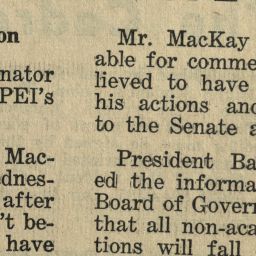 on
nator
PEI's
Mac-
dnes-
after
't be-
have
Mr. MacKay
able for comme
lieved to have
his actions and
to the Senate a
President Ba
ed the informa
Board of Govern
that all non-aca
tions will fall